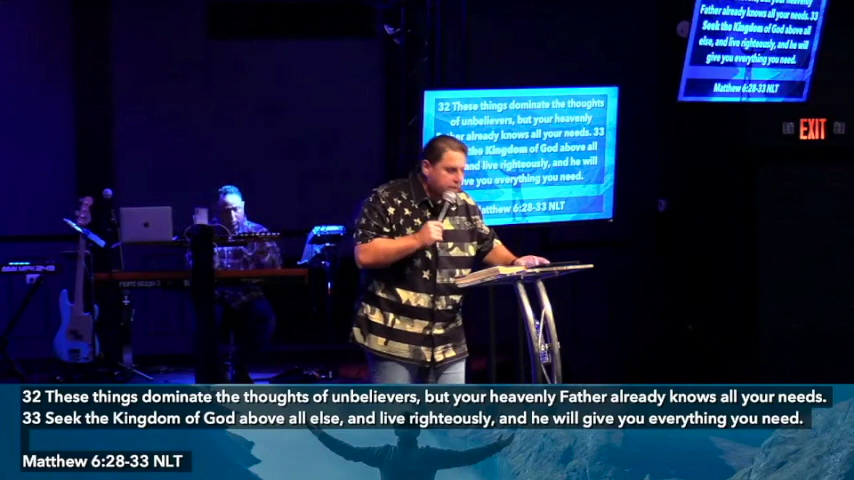 Father already knows all your needs. 33
Seek the Kingdom of God above all
else, and live righteously, and he will
give you everything you need.
Matthew 6:28-33 NLT
32 These things dominate the thoughts
of unbelievers, but your heavenly
already knows all your needs. 33
the Kingdom of God above all
and live righteously, and he will
you everything you need.
Matthew 6:28-33 NLT
EXIT
32 These things dominate the thoughts of unbelievers, but your heavenly Father already knows all your needs.
33 Seek the Kingdom of God above all else, and live righteously, and he will give you everything you need.
Matthew 6:28-33 NLT